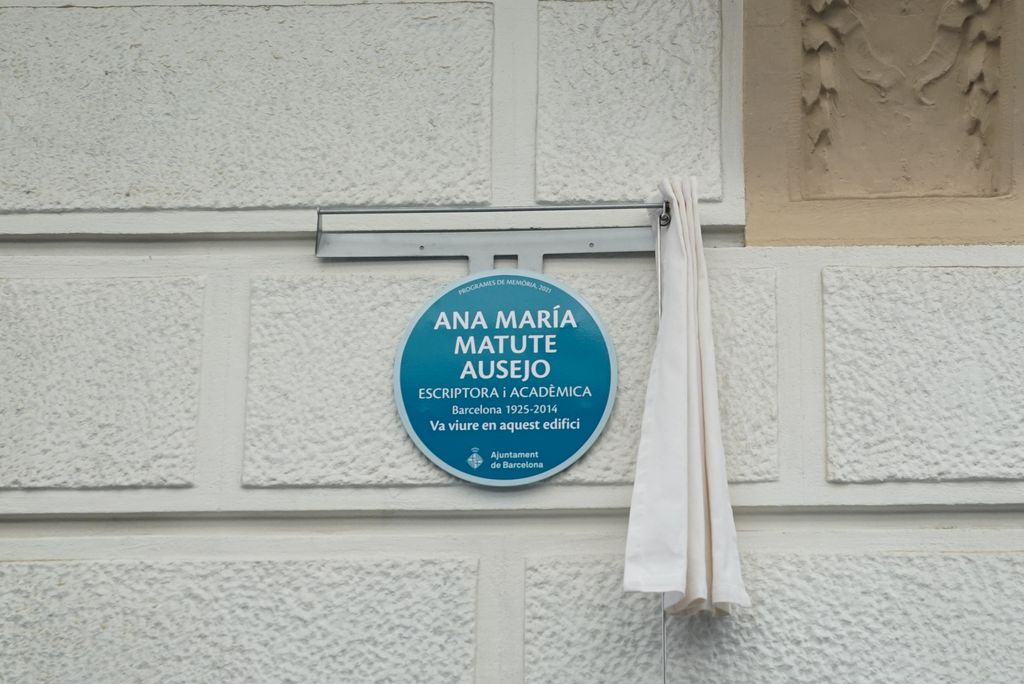 PROGRAMES DE MEMÒRIA, 2021
ANA MARÍA
MATUTE
AUSEJO
ESCRIPTORA i ACADÈMICA
Barcelona 1925-2014
Va viure en aquest edifici
Ajuntament
de Barcelona